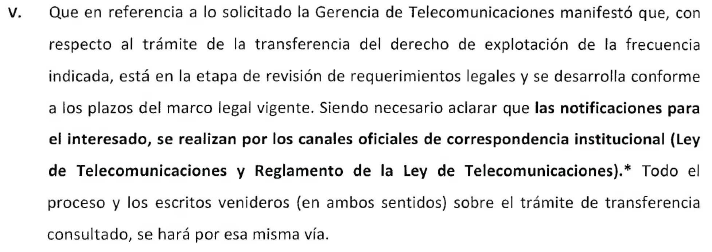 V. Que en referencia a lo solicitado la Gerencia de Telecomunicaciones manifestó que, con
respecto al trámite de la transferencia del derecho de explotación de la frecuencia
indicada, está en la etapa de revisión de requerimientos legales y se desarrolla conforme
a los plazos del marco legal vigente. Siendo necesario aclarar que las notificaciones para
el interesado, se realizan por los canales oficiales de correspondencia institucional (Ley
de Telecomunicaciones y Reglamento de la Ley de Telecomunicaciones).* Todo el
proceso y los escritos venideros (en ambos sentidos) sobre el trámite de transferencia
consultado, se hará por esa misma vía.